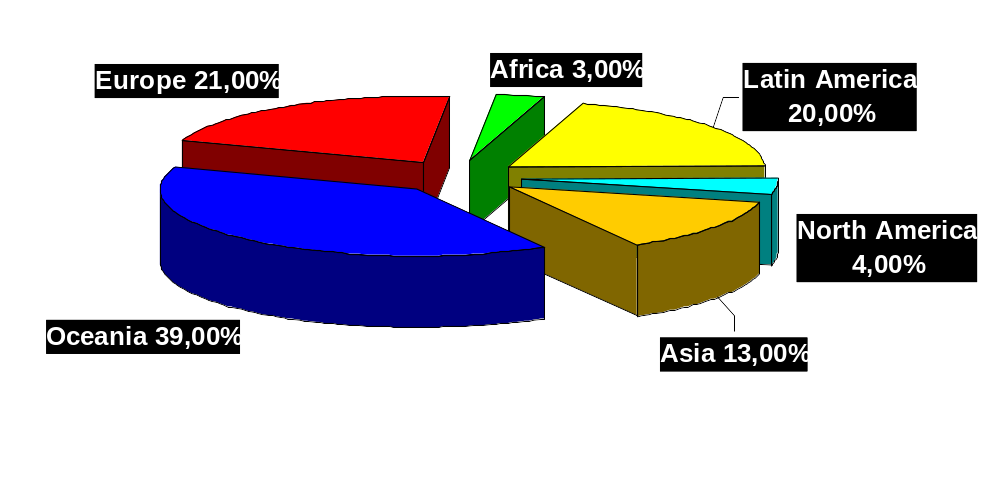 Europe 21,00%
Africa 3,00%
Latin America
20,00%
North America
4,00%
Oceania 39,00%
Asia 13,00%